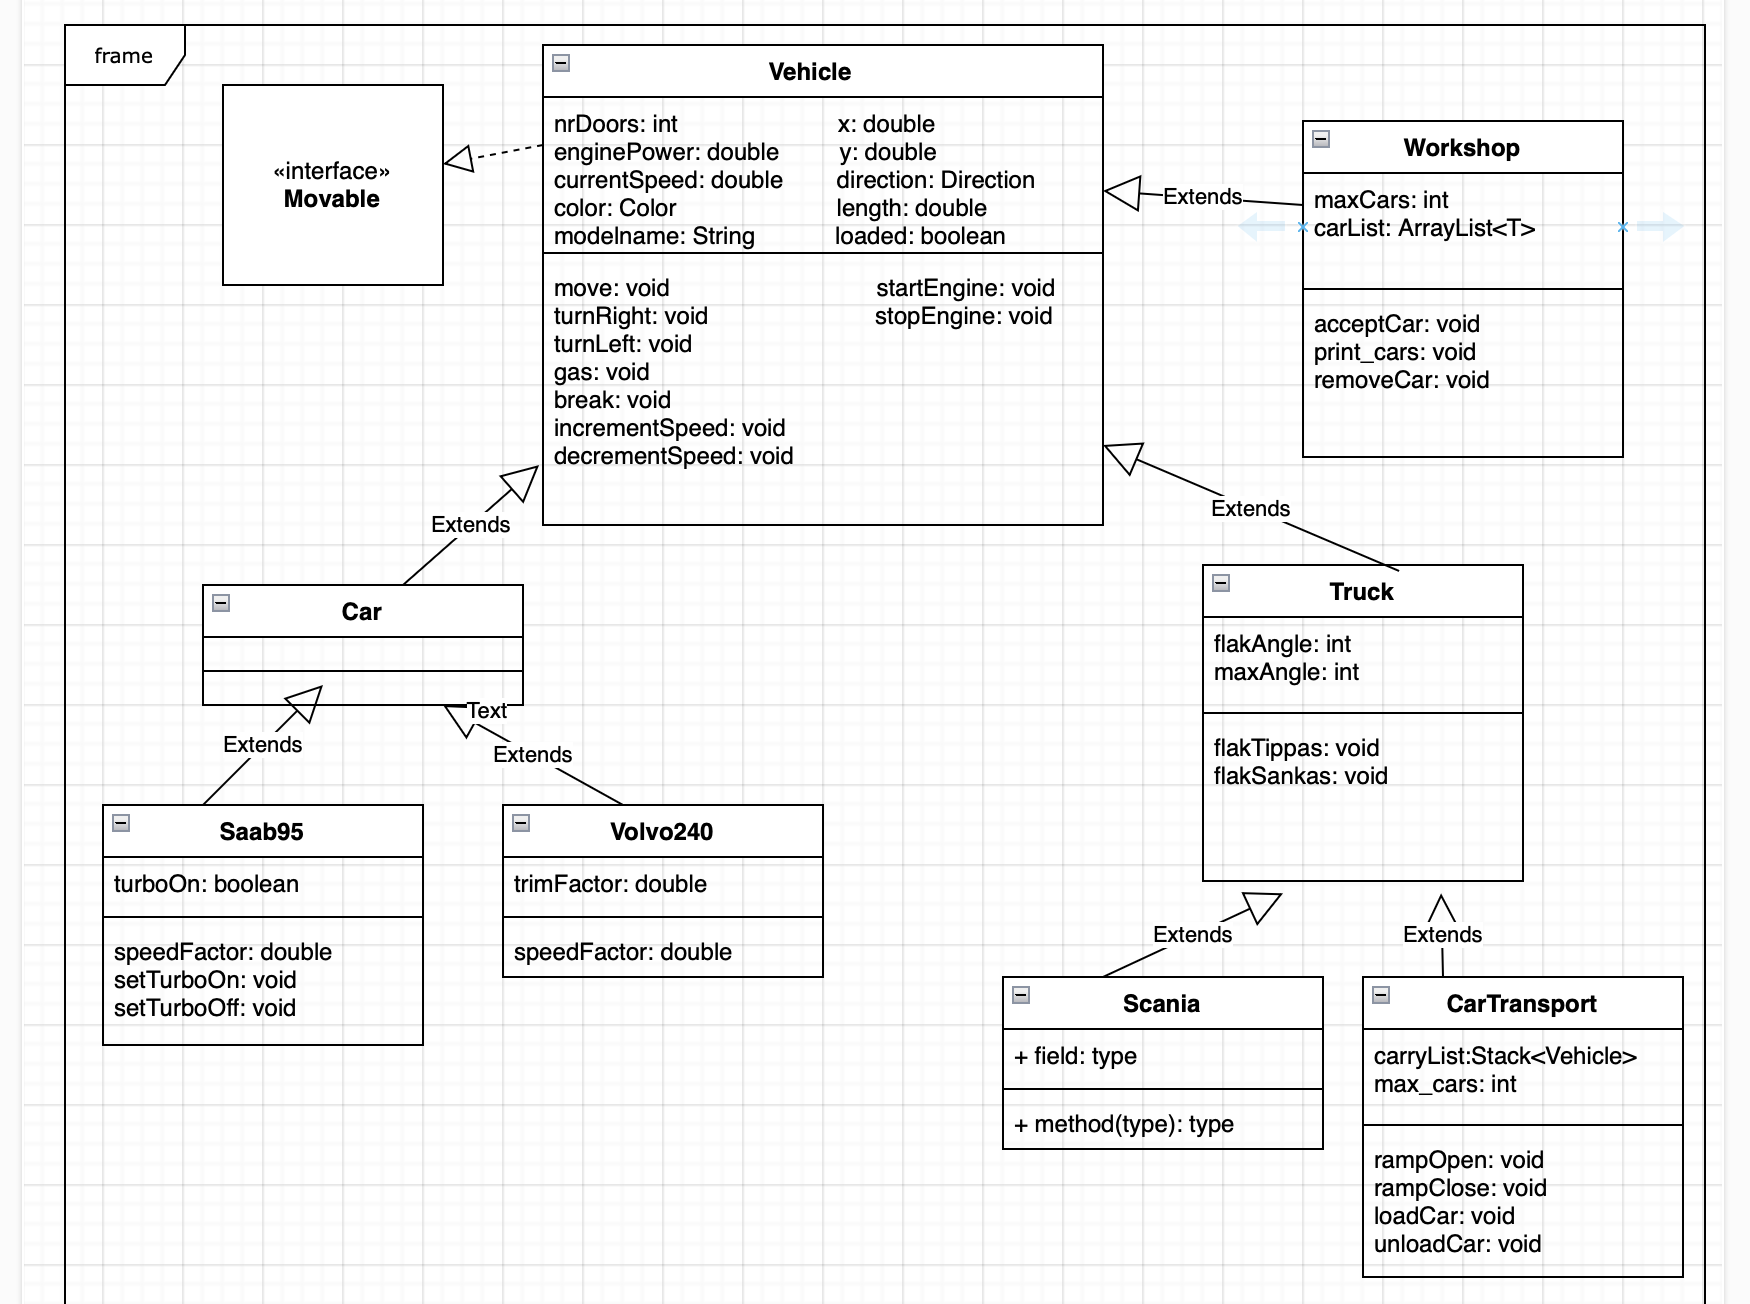 frame
«interface»
Movable
Vehicle
nrDoors: int x: double
enginePower: double y: double
currentSpeed: double direction: Direction
color: Color length: double
modelname: String loaded: boolean
move: void startEngine: void
turnRight: void stopEngine: void
turnLeft: void
gas: void
break: void
incrementSpeed: void
decrementSpeed: void
Extends
Workshop
maxCars: int
carList: ArrayList<T>
acceptCar: void
print_cars: void
removeCar: void
Extends
Extends
Car
Truck
flakAngle: int
maxAngle: int
flakTippas: void
flakSankas: void
Text
Extends
Extends
Saab95
turboOn: boolean
speedFactor: double
setTurboOn: void
setTurboOff: void
Volvo240
trimFactor: double
speedFactor: double
Extends
Extends
Scania
+ field: type
+ method(type): type
CarTransport
carryList:Stack<Vehicle>
max_cars: int
rampOpen: void
rampClose: void
loadCar: void
unloadCar: void